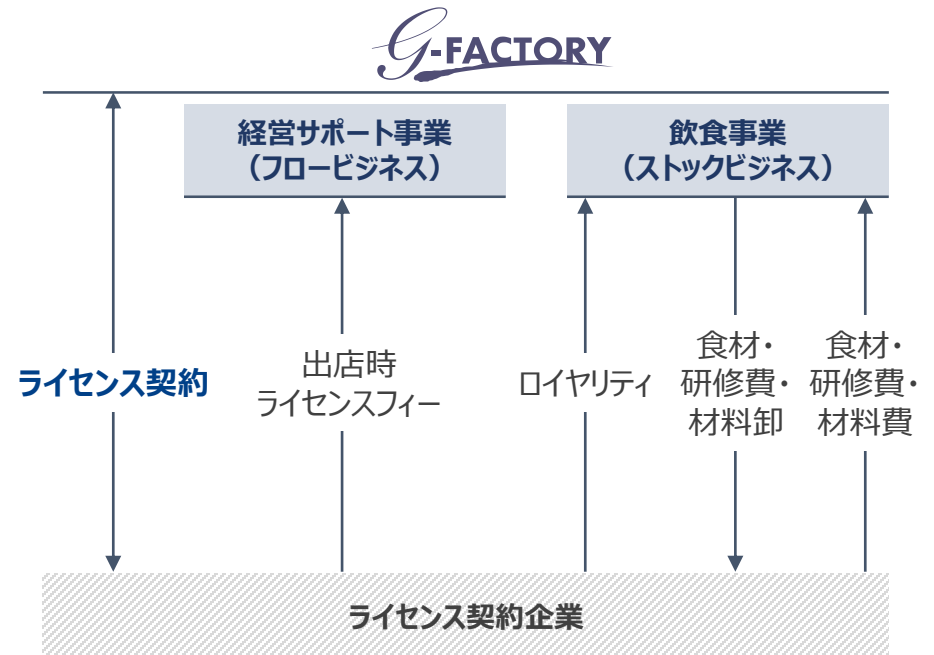 G-FACTORY
経営サポート事業
（フロービジネス）
飲食事業
（ストックビジネス）
ライセンス契約
出店時
ライセンスフィー
ロイヤリティ
食材・
研修費・
材料卸
食材・
研修費・
材料費
ライセンス契約企業